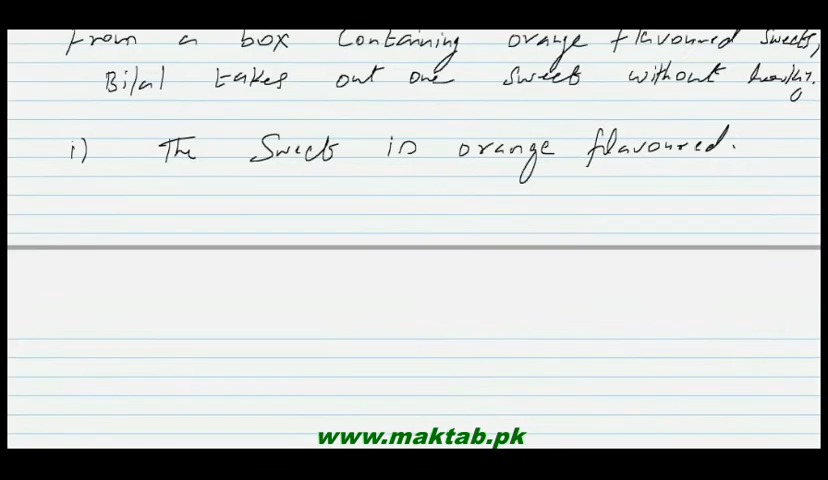 From a box containing orange flavoured sweets,
Bilal takes out one sweet without looking.
i) The Sweet is orange flavoured.
www.maktab.pk